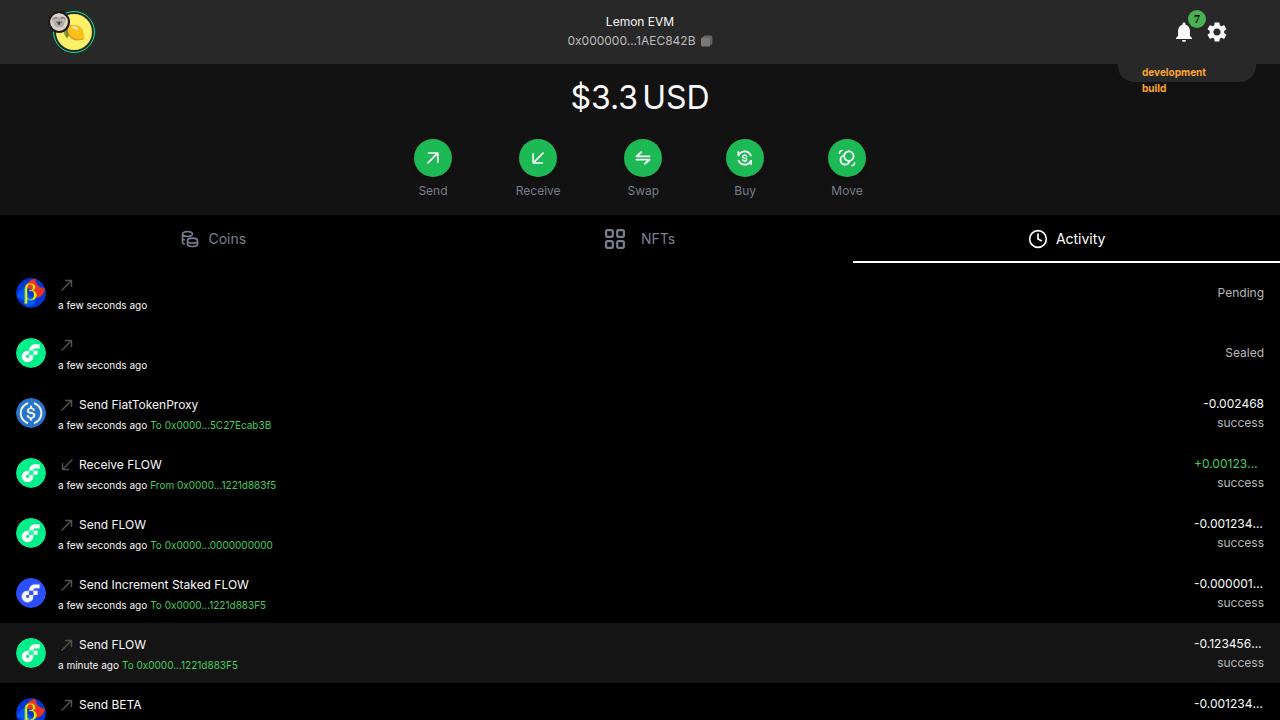 Lemon EVM
0x000000...1AEC842B
7
development
build
$3.3 USD
Send
Receive
Swap
Buy
Move
Coins
NFTs
Activity
a few seconds ago
Pending
a few seconds ago
Sealed
Send FlatTokenProxy
-0.002468
a few seconds ago To 0x0000...5C27Ecab3B
success
Receive FLOW
+0.00123...
a few seconds ago From 0x0000...1221d883f5
success
Send FLOW
-0.001234...
a few seconds ago To 0x0000...0000000000
success
Send Increment Staked FLOW
-0.000001...
a few seconds ago To 0x0000...1221d883F5
success
Send FLOW
-0.123456...
a minute ago To 0x0000...1221d883F5
success
Send BETA
-0.001234...